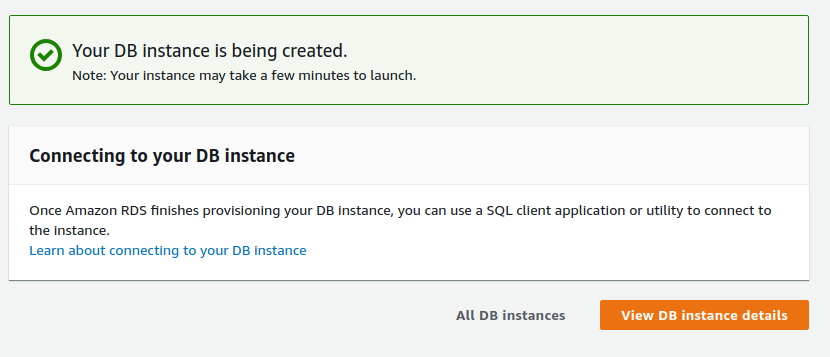 Your DB instance is being created.
Note: Your instance may take a few minutes to launch.
Connecting to your DB instance
Once Amazon RDS finishes provisioning your DB instance, you can use a SQL client application or utility to connect to
the instance.
Learn about connecting to your DB instance
All DB instances
View DB instance details